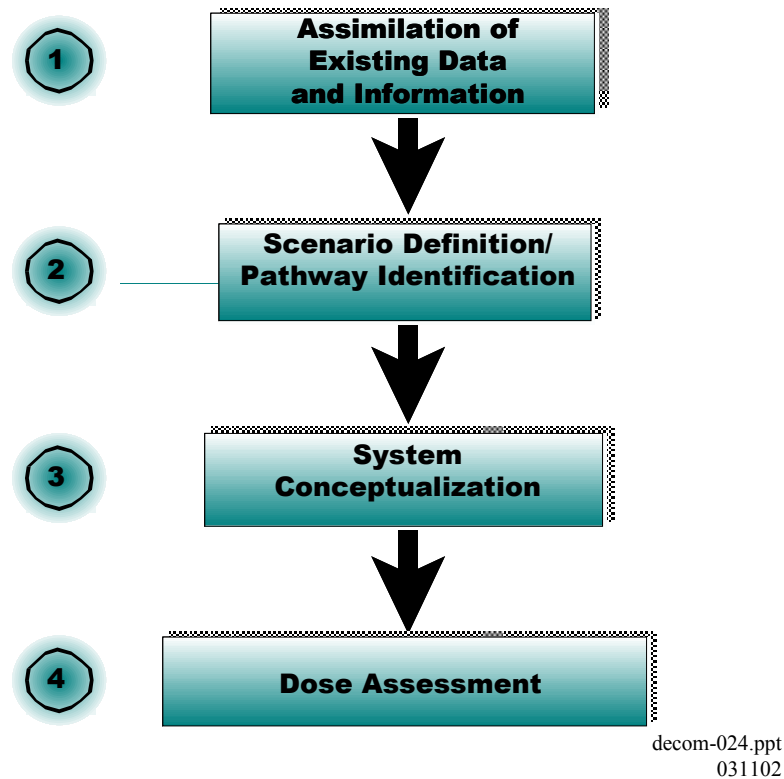 1
Assimilation of
Existing Data
and Information
2
Scenario Definition/
Pathway Identification
3
System
Conceptualization
4
Dose Assessment
decom-024.ppt
031102